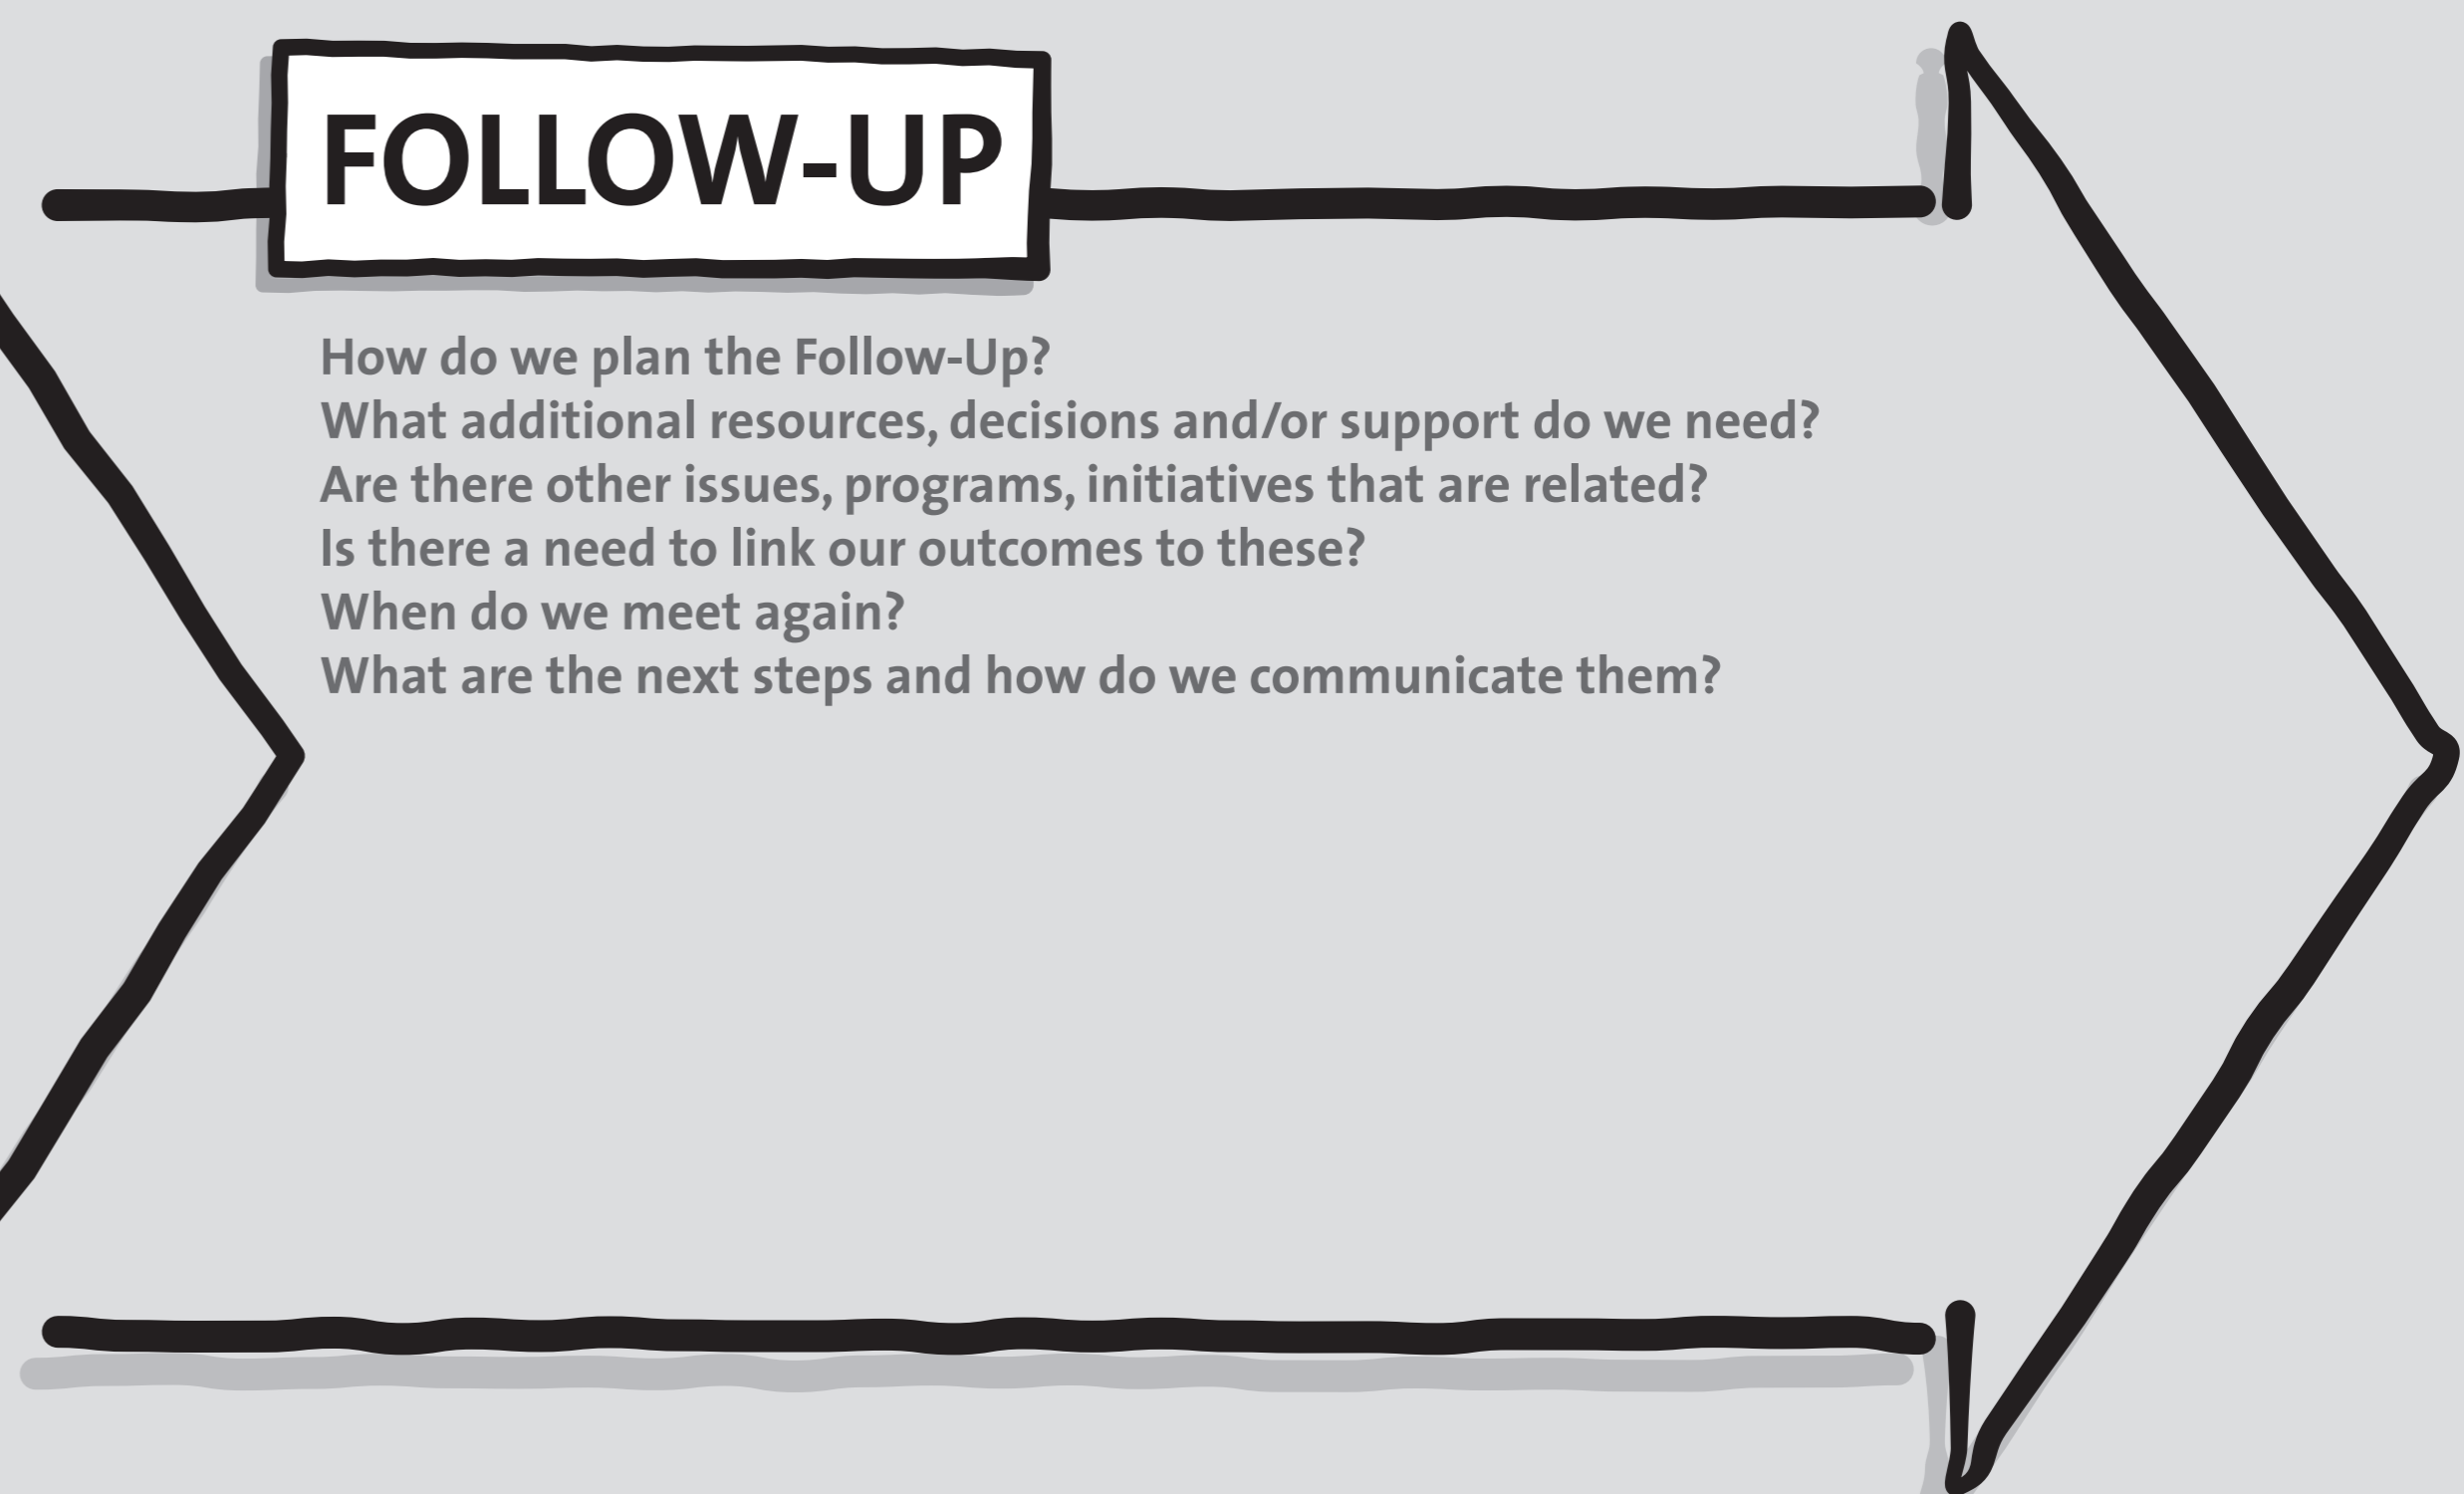 FOLLOW-UP
How do we plan the Follow-Up?
What additional resources, decisions and/or support do we need?
Are there other issues, programs, initiatives that are related?
Is there a need to link our outcomes to these?
When do we meet again?
What are the next steps and how do we communicate them?